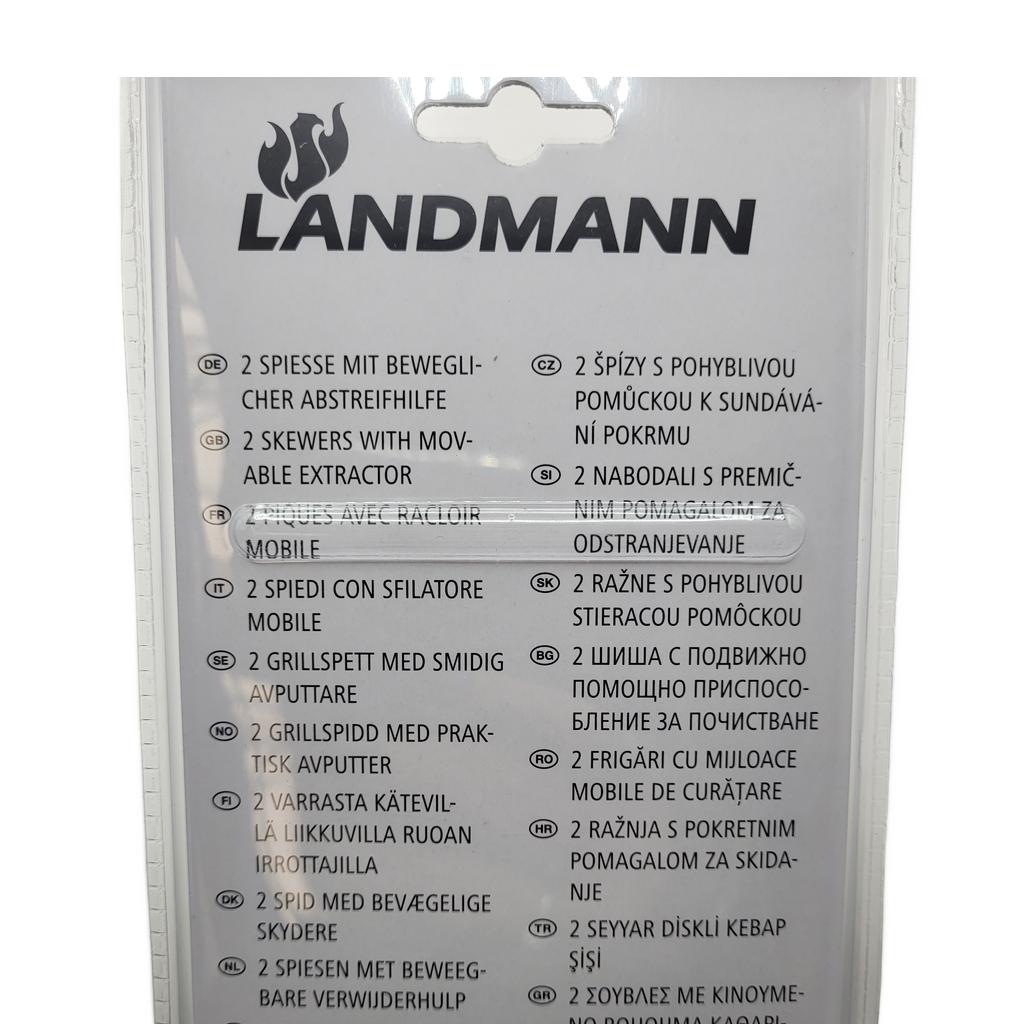 LANDMANN
DE 2 SPIESSE MIT BEWEGLI-
CHER ABSTREIFHILFE
GB 2 SKEWERS WITH MOV-
ABLE EXTRACTOR
FR 2 PIQUES AVEC RACLOIR
MOBILE
IT 2 SPIEDI CON SFILATORE
MOBILE
SE 2 GRILLSPETT MED SMIDIG
AVPUTTARE
NO 2 GRILLSPIDD MED PRAK-
TISK AVPUTTER
FI 2 VARRASTA KÄTEVIL-
LÄ LIIKKUVILLA RUOAN
IRROTTAJILLA
DK 2 SPID MED BEVÆGELIGE
SKYDERE
NL 2 SPIESEN MET BEWEEG-
BARE VERWIJDERHULP
CZ 2 ŠPÍZY S POHYBLIVOU
POMŮCKOU K SUNDÁVÁ-
NÍ POKRMU
SI 2 NABODALI S PREMIČ-
NIM POMAGALOM ZA
ODSTRANJEVANJE
SK 2 RAŽNE S POHYBLIVOU
STIERACOU POMÔCKOU
BG 2 ШИША С ПОДВИЖНО
ПОМОЩНО ПРИСПОСО-
БЛЕНИЕ ЗА ПОЧИСТВАНЕ
RO 2 FRIGĂRI CU MIJLOACE
MOBILE DE CURĂȚARE
HR 2 RAŽNJA S POKRETNIM
POMAGALOM ZA SKIDA-
NJE
TR 2 SEYYAR DİSKLİ KEBAP
ŞİŞİ
GR 2 ΣΟΥΒΛΕΣ ΜΕ ΚΙΝΟΥΜΕ-